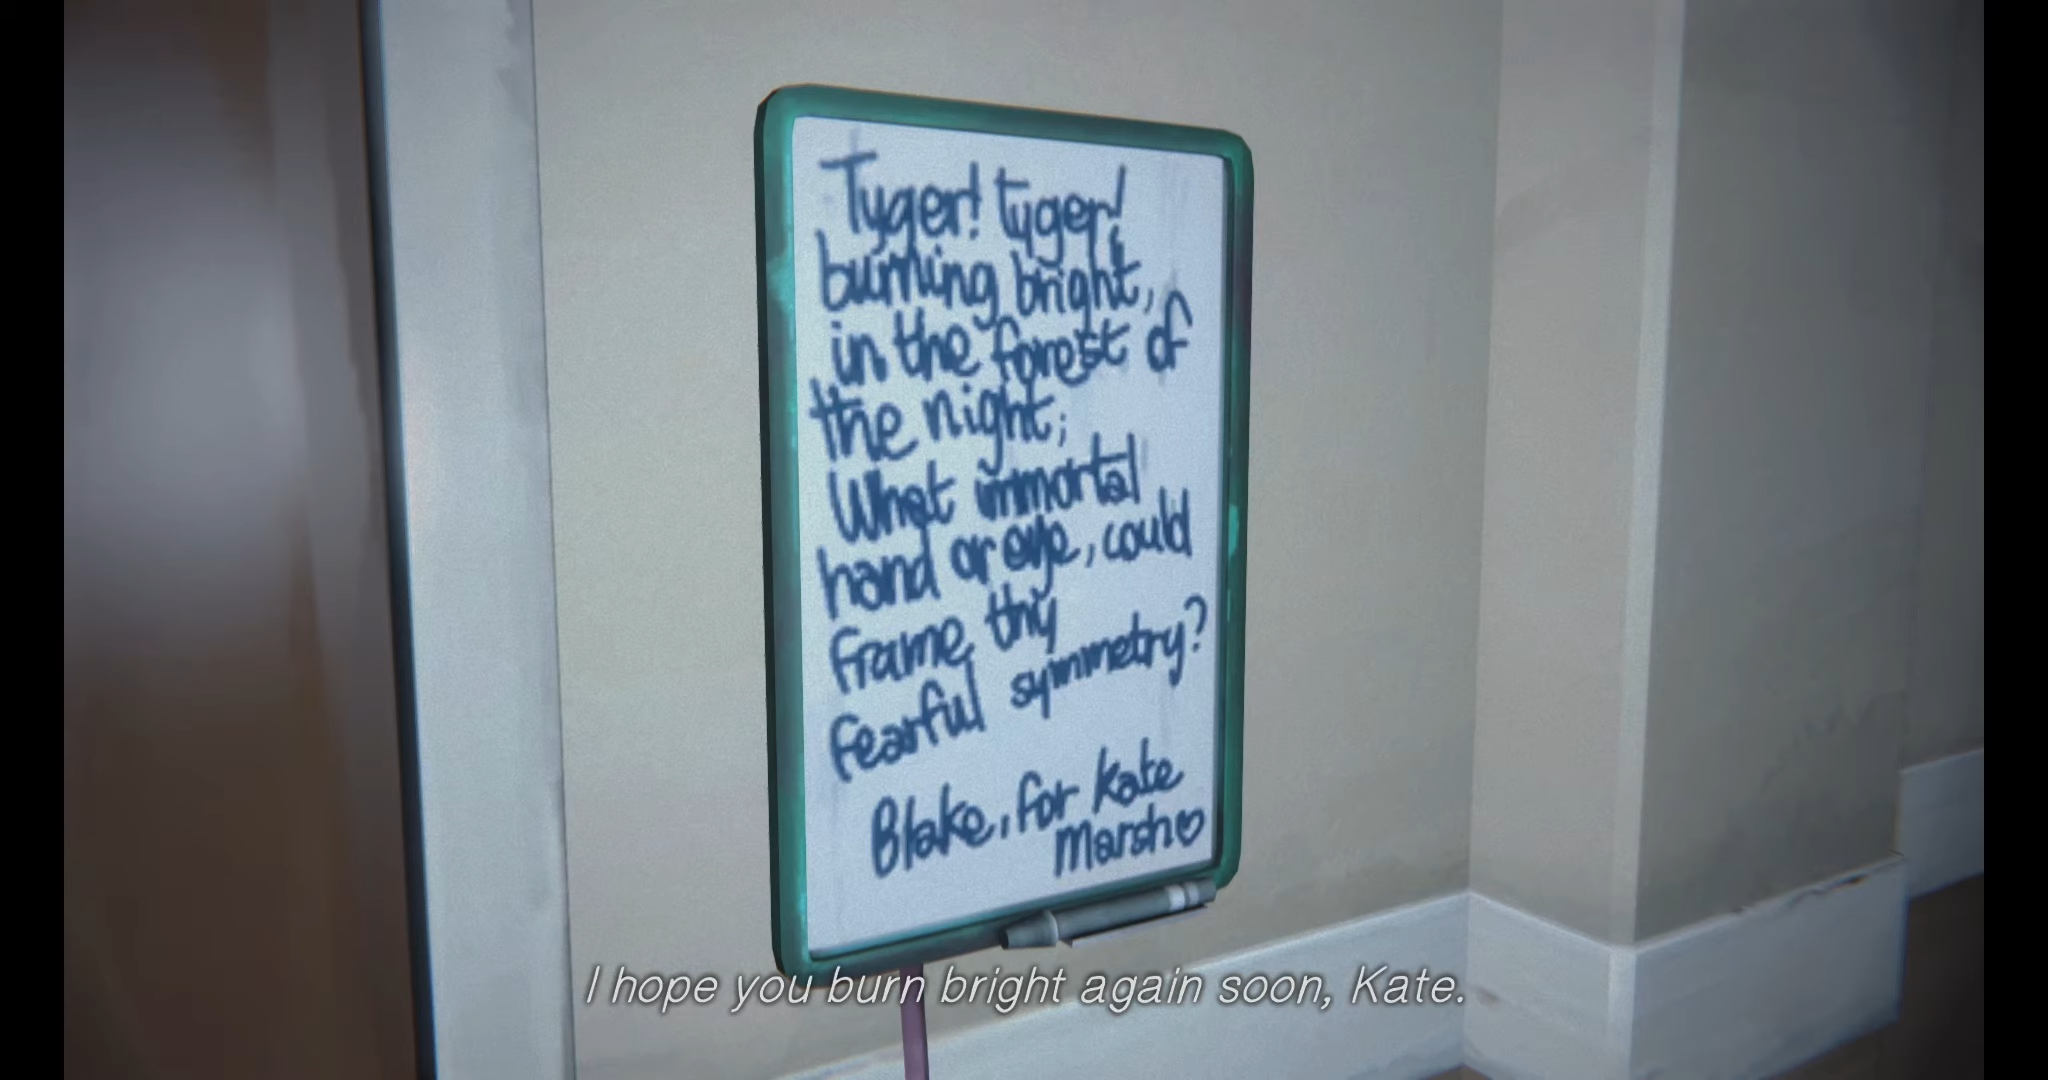 Tyger! tyger!
burning bright,
in the forest of
the night;
What immortal
hand or eye, could
frame thy
fearful symmetry?
Blake, for Kate
Marsh♡
I hope you burn bright again soon, Kate.